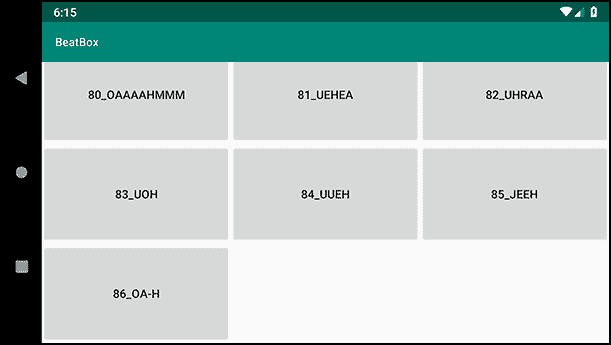 6:15
BeatBox
80_OAAAAHMMM 81_UEHEA 82_UHRAA
83_UOH 84_UUEH 85_JEEH
86_OA-H